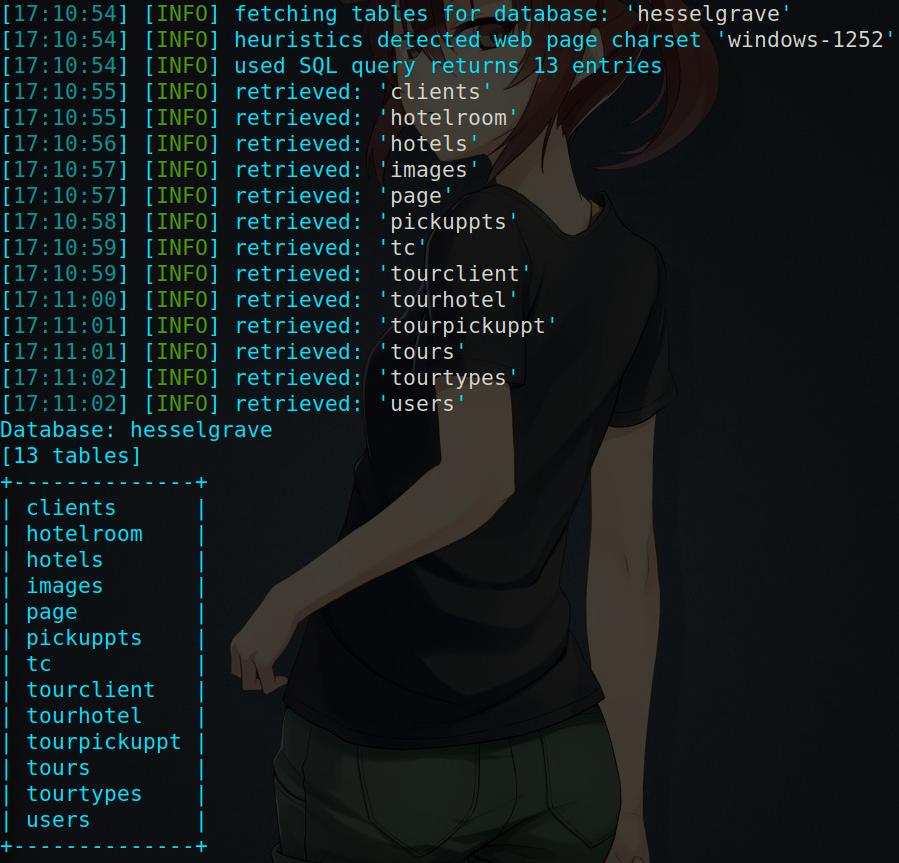 [17:10:54] [INFO] fetching tables for database: 'hesselgrave'
[17:10:54] [INFO] heuristics detected web page charset 'windows-1252'
[17:10:54] [INFO] used SQL query returns 13 entries
[17:10:55] [INFO] retrieved: 'clients'
[17:10:55] [INFO] retrieved: 'hotelroom'
[17:10:56] [INFO] retrieved: 'hotels'
[17:10:57] [INFO] retrieved: 'images'
[17:10:57] [INFO] retrieved: 'page'
[17:10:58] [INFO] retrieved: 'pickuppts'
[17:10:59] [INFO] retrieved: 'tc'
[17:10:59] [INFO] retrieved: 'tourclient'
[17:11:00] [INFO] retrieved: 'tourhotel'
[17:11:01] [INFO] retrieved: 'tourpickuppt'
[17:11:01] [INFO] retrieved: 'tours'
[17:11:02] [INFO] retrieved: 'tourtypes'
[17:11:02] [INFO] retrieved: 'users'
Database: hesselgrave
[13 tables]
+--------------+
| clients      |
| hotelroom    |
| hotels       |
| images       |
| page         |
| pickuppts    |
| tc           |
| tourclient   |
| tourhotel    |
| tourpickuppt |
| tours        |
| tourtypes    |
| users        |
+--------------+